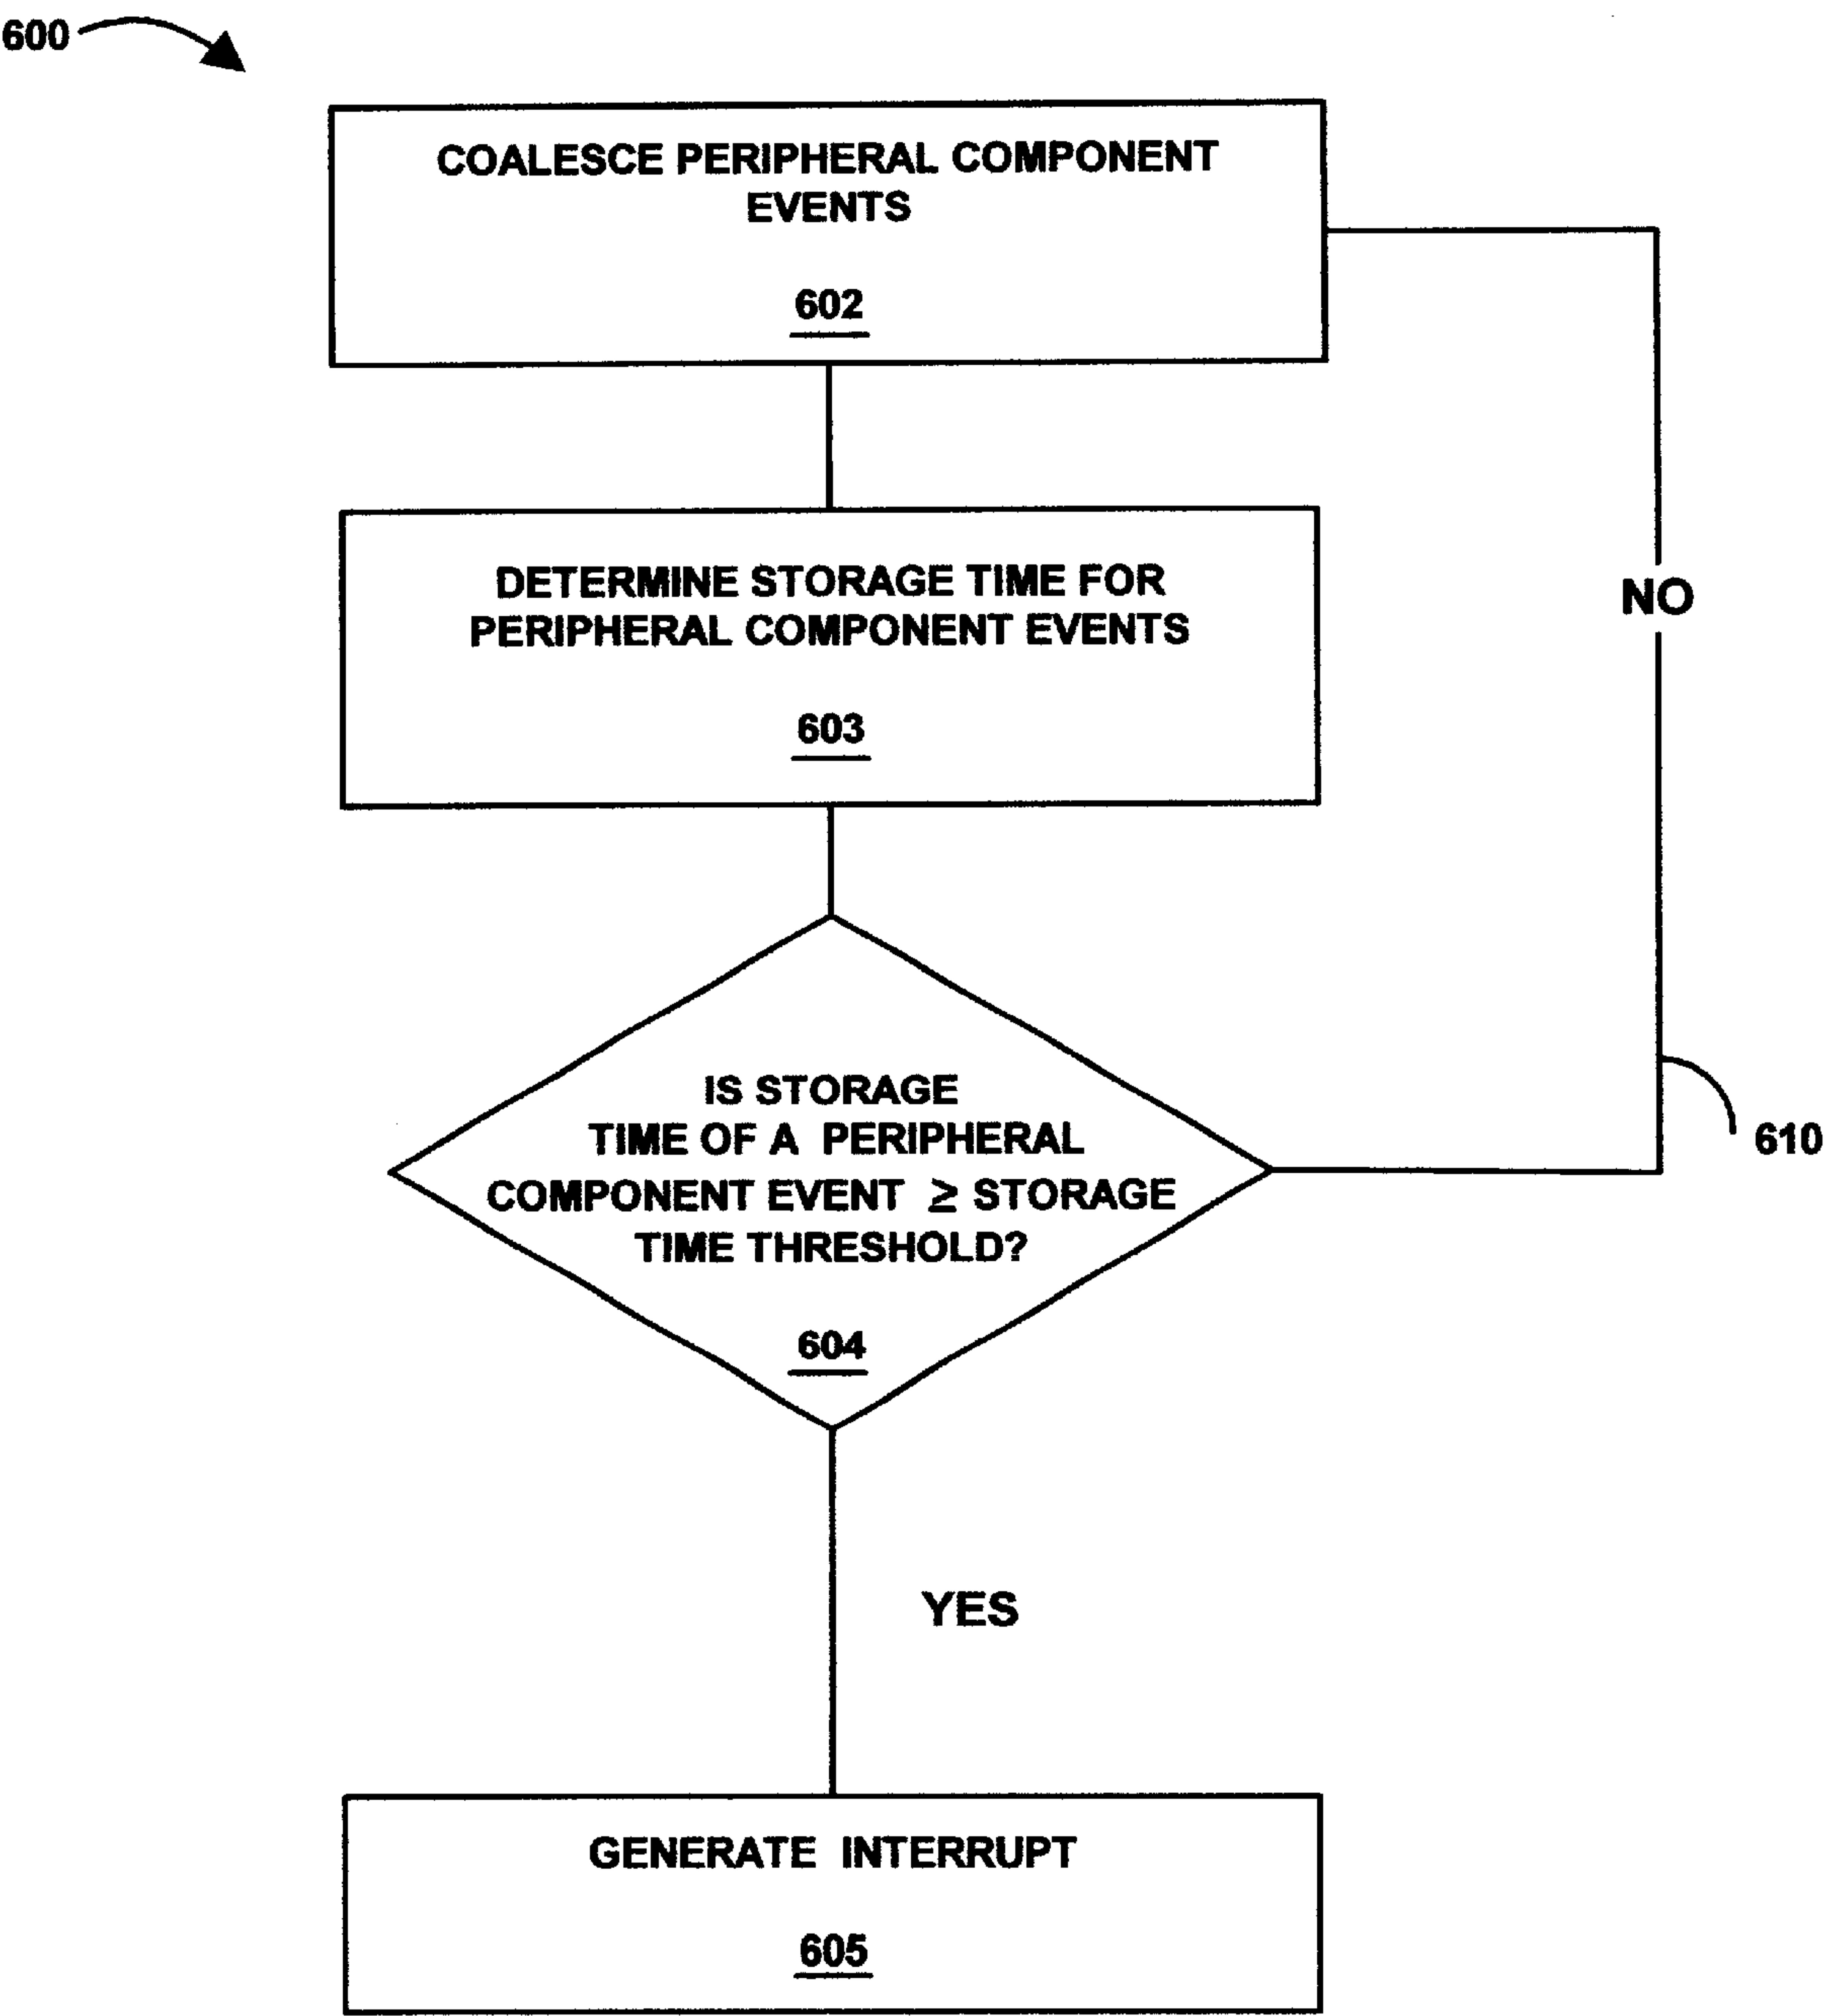 600
COALESCE PERIPHERAL COMPONENT
EVENTS
602
DETERMINE STORAGE TIME FOR
PERIPHERAL COMPONENT EVENTS
603
NO
IS STORAGE
TIME OF A PERIPHERAL
COMPONENT EVENT ≥ STORAGE
TIME THRESHOLD?
604
610
YES
GENERATE INTERRUPT
605